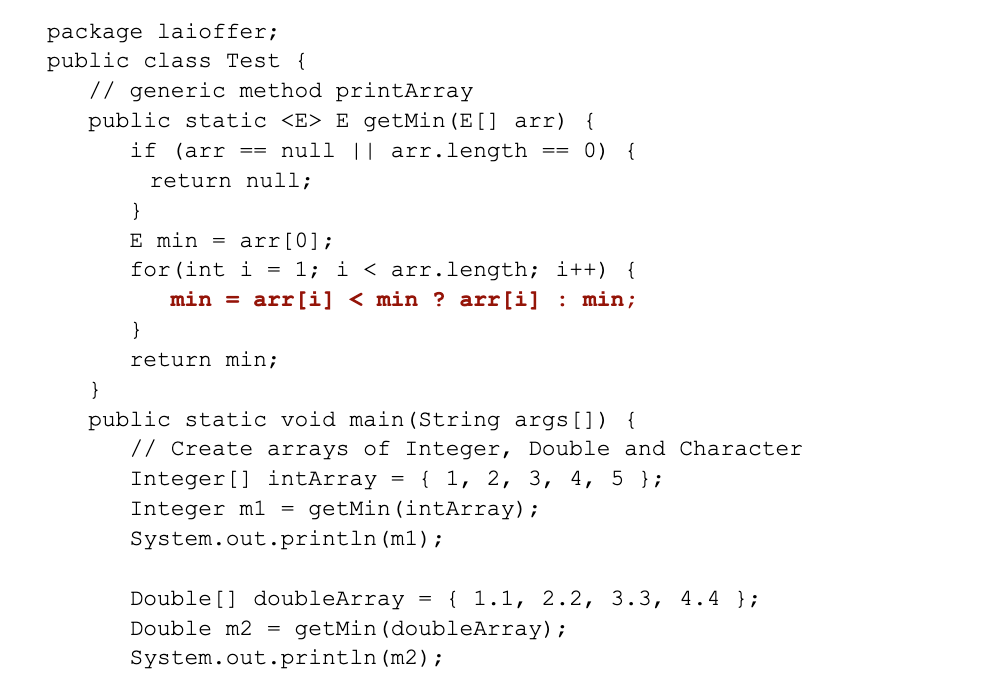 package laioffer;
public class Test {
   // generic method printArray
   public static <E> E getMin(E[] arr) {
      if (arr == null || arr.length == 0) {
       return null;
      }
      E min = arr[0];
      for(int i = 1; i < arr.length; i++) {
         min = arr[i] < min ? arr[i] : min;
      }
      return min;
   }
   public static void main(String args[]) {
      // Create arrays of Integer, Double and Character
      Integer[] intArray = { 1, 2, 3, 4, 5 };
      Integer m1 = getMin(intArray);
      System.out.println(m1);

      Double[] doubleArray = { 1.1, 2.2, 3.3, 4.4 };
      Double m2 = getMin(doubleArray);
      System.out.println(m2);